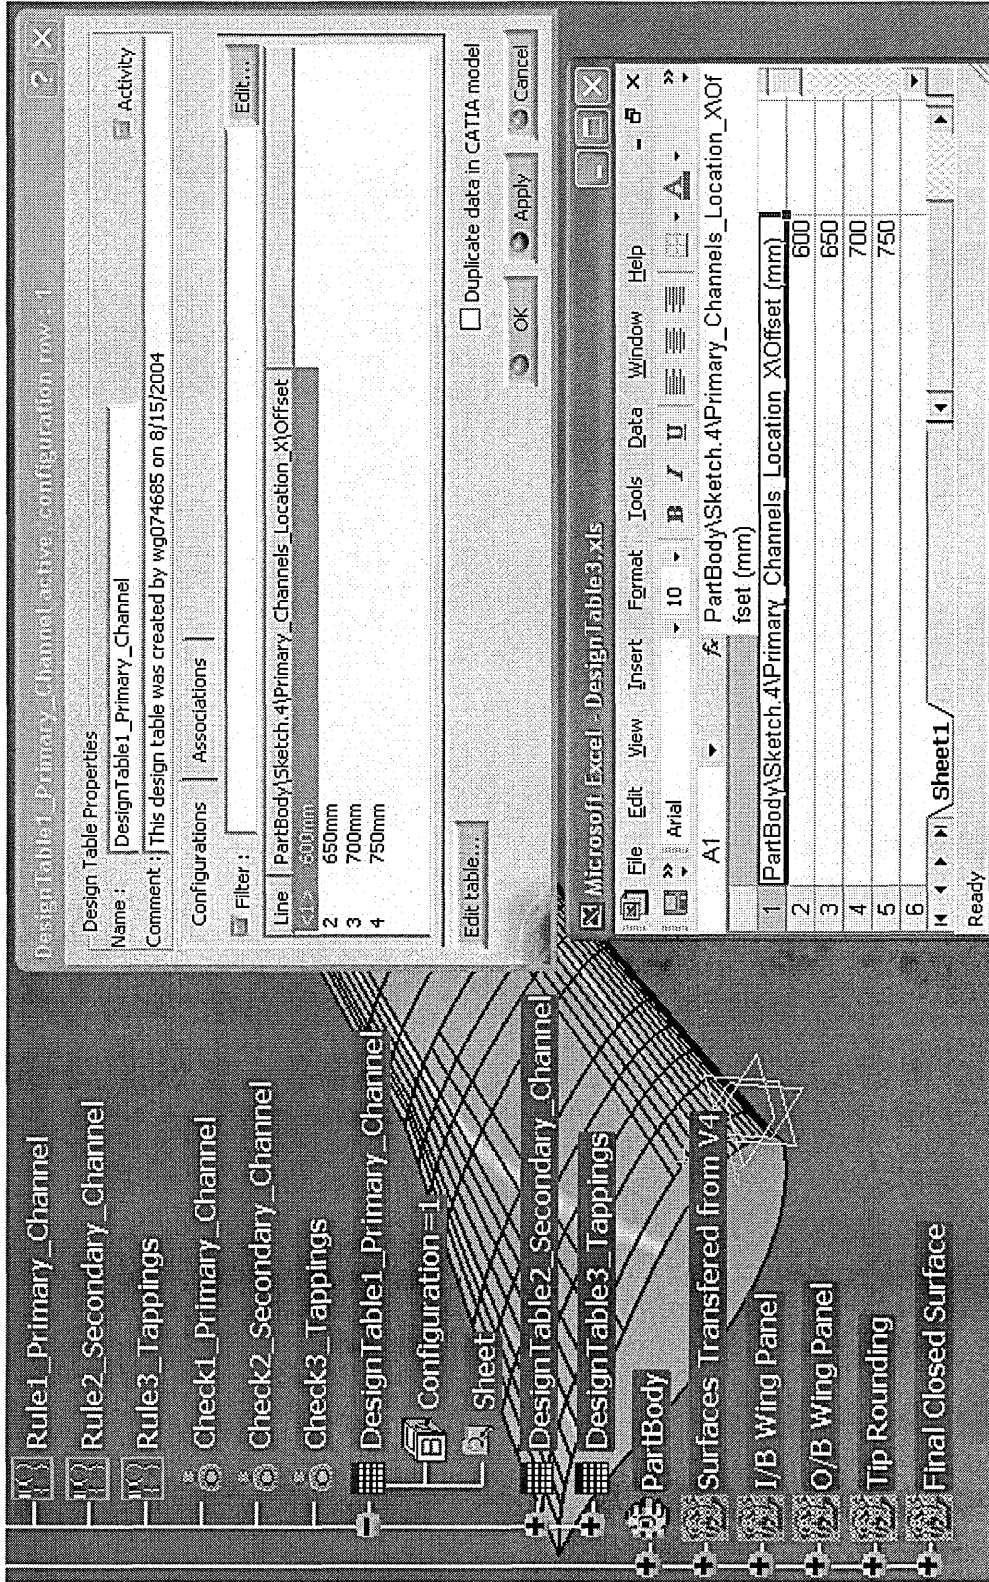 Rule1_Primary_Channel
Rule2_Secondary_Channel
Rule3_Tappings
Check1_Primary_Channel
Check2_Secondary_Channel
Check3_Tappings
DesignTable1_Primary_Channel
Configuration=1
Sheet
DesignTable2_Secondary_Channel
DesignTable3_Tappings
PartBody
Surfaces Transfered from V4
I/B Wing Panel
O/B Wing Panel
Tip Rounding
Final Closed Surface
DesignTable1_Primary_Channel active, configuration row : 1
Design Table Properties
Name : DesignTable1_Primary_Channel
Activity
Comment : This design table was created by wg074685 on 8/15/2004
Configurations Associations
Filter : Edit...
Line PartBody\Sketch.4\Primary_Channels_Location_X\Offset
<1> 600mm
2 650mm
3 700mm
4 750mm
Edit table...
Duplicate data in CATIA model
OK Apply Cancel
Microsoft Excel - DesignTable3.xls
File Edit View Insert Format Tools Data Window Help
Arial 10 B I U A
A1 fx PartBody\Sketch.4\Primary_Channels_Location_X\Of
fset (mm)
1 PartBody\Sketch.4\Primary_Channels_Location_X\Offset (mm)
2 600
3 650
4 700
5 750
6
Sheet1
Ready